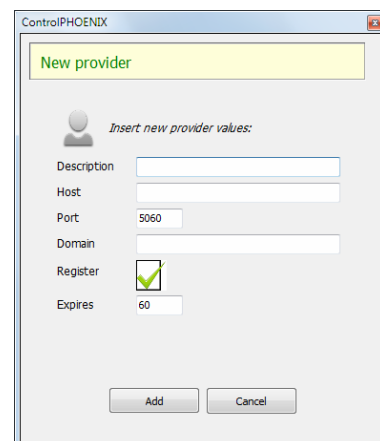 ControlPHOENIX
New provider
Insert new provider values:
Description
Host
Port 5060
Domain
Register
Expires 60
Add Cancel